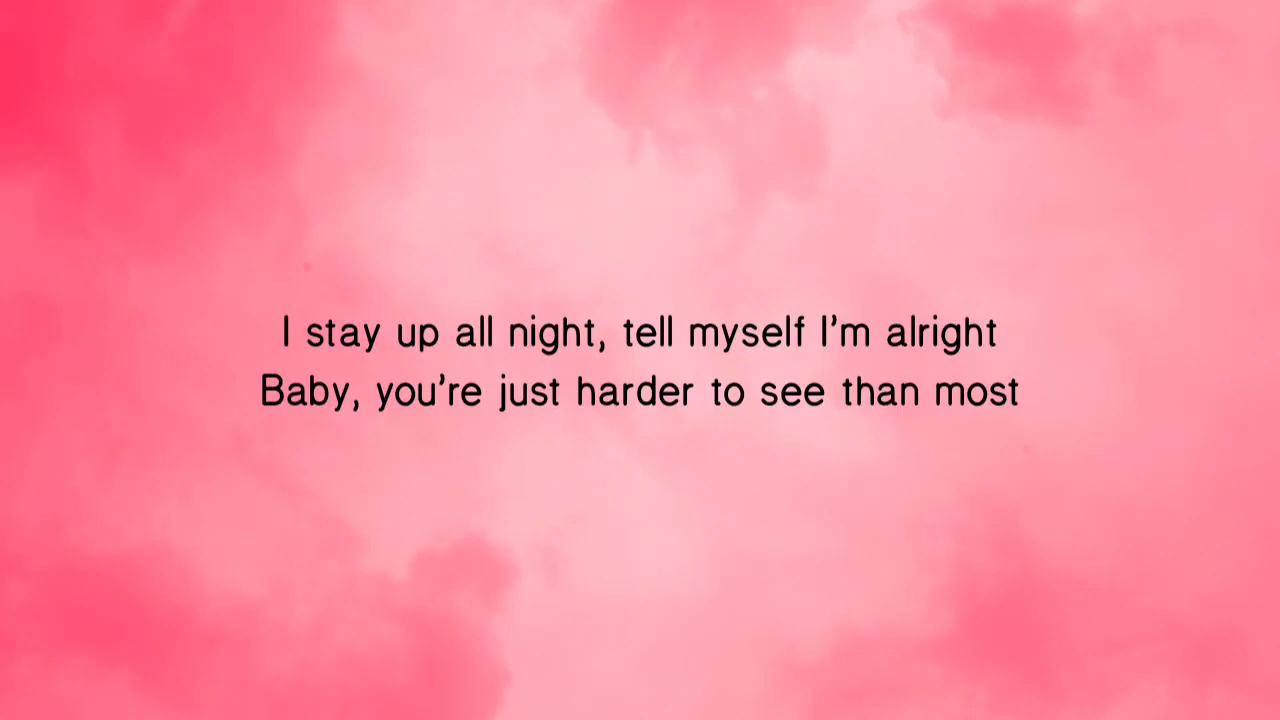 I stay up all night, tell myself I'm alright
Baby, you're just harder to see than most